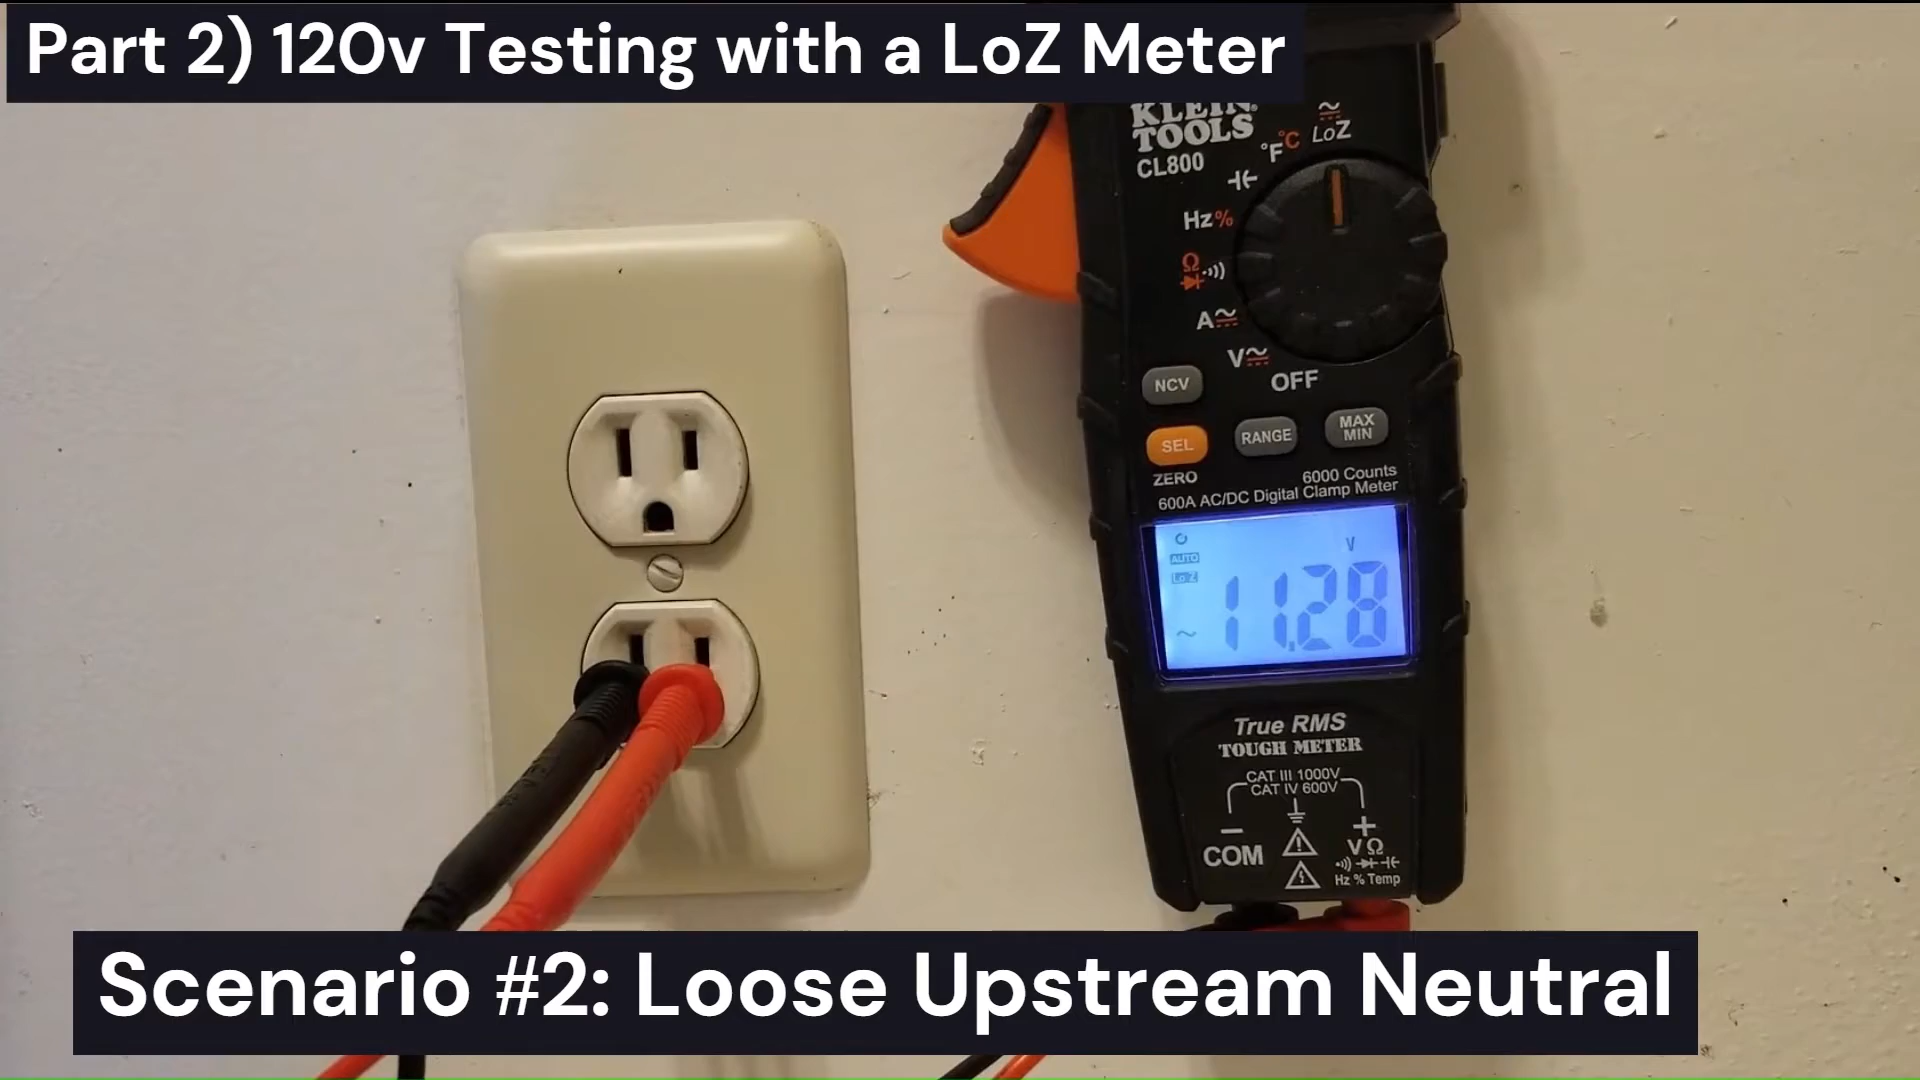 Part 2) 120v Testing with a LoZ Meter
KLEIN
TOOLS®
CL800
LoZ
°F°C
Hz%
Ω
A
V
OFF
NCV
SEL
RANGE
MAX
MIN
ZERO
6000 Counts
600A AC/DC Digital Clamp Meter
V
AUTO
LoZ
~
11.28
True RMS
TOUGH METER
CAT III 1000V
CAT IV 600V
− +
COM
VΩ
Hz % Temp
Scenario #2: Loose Upstream Neutral